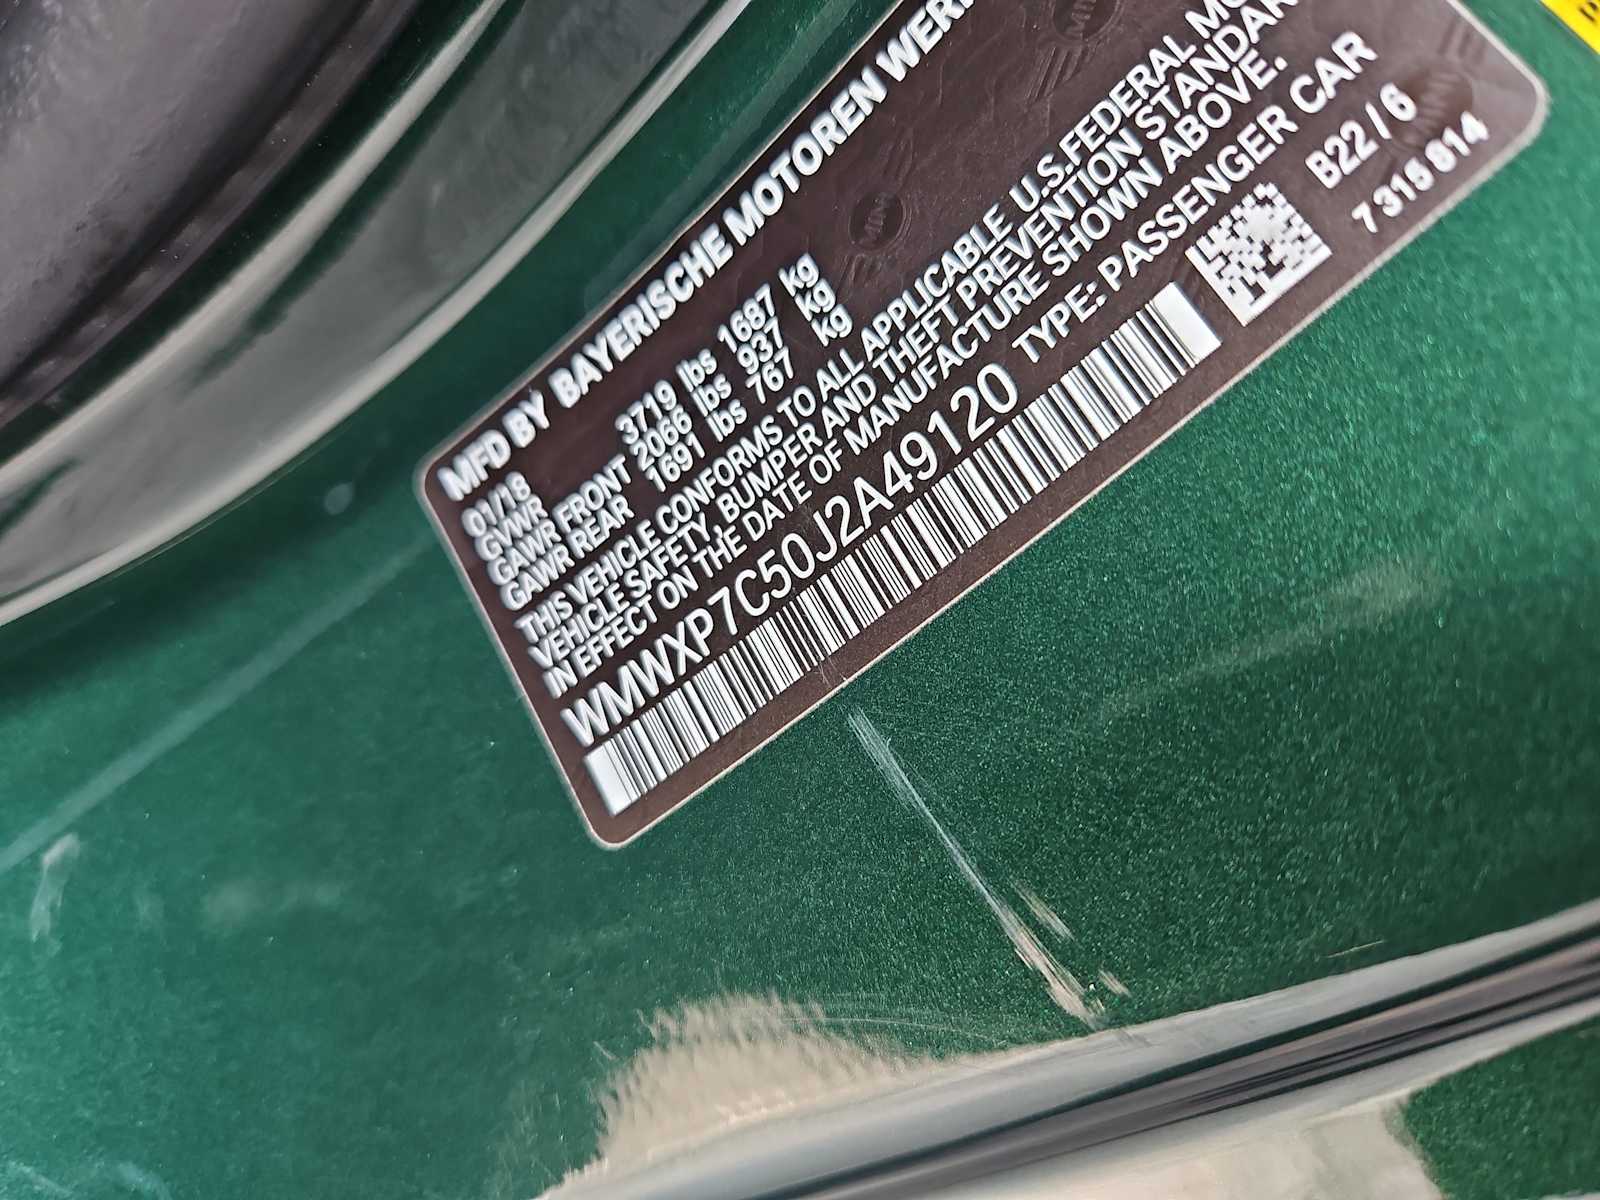 MFD BY BAYERISCHE MOTOREN
01/18
GVWR 3719 lbs 1687 kg
GAWR FRONT 2066 lbs 937 kg
GAWR REAR 1691 lbs 767 kg
THIS VEHICLE CONFORMS TO ALL APPLICABLE U.S.FEDERAL
VEHICLE SAFETY, BUMPER AND THEFT PREVENTION
IN EFFECT ON THE DATE OF MANUFACTURE SHOWN ABOVE.
WMWXP7C50J2A49120 TYPE: PASSENGER CAR
B22 / 6
7 315 814